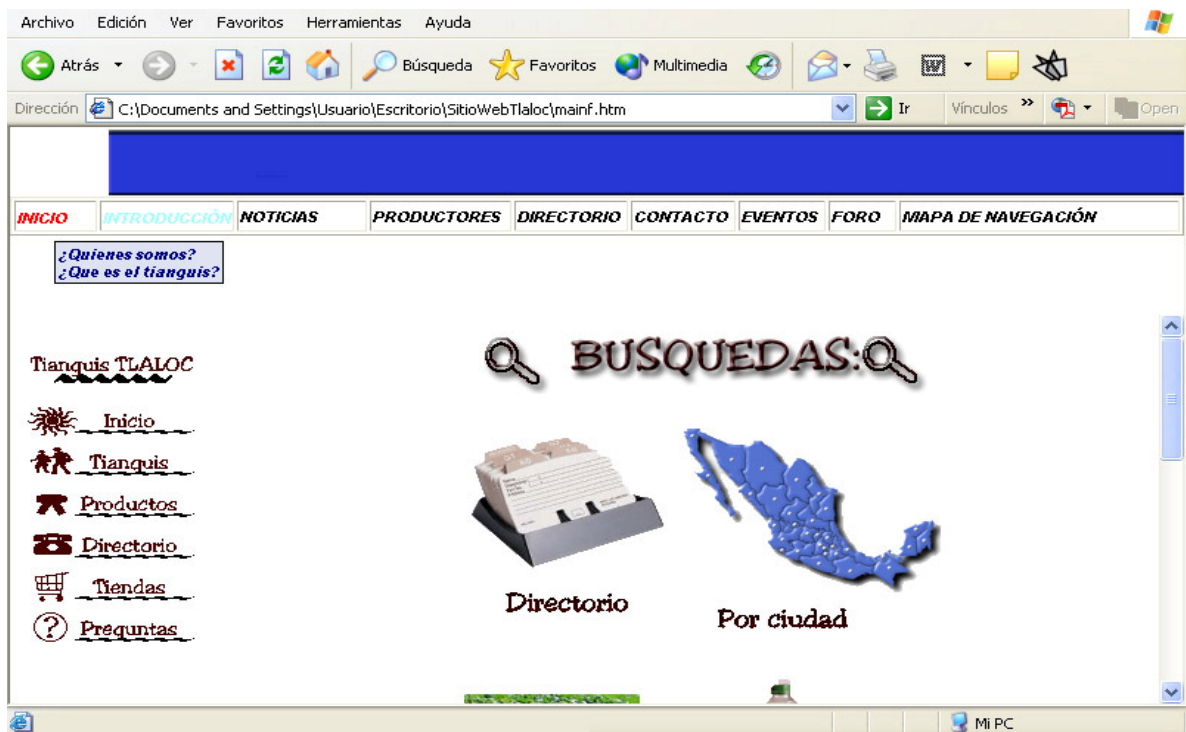 Archivo Edición Ver Favoritos Herramientas Ayuda
Atrás Búsqueda Favoritos Multimedia
Dirección C:\Documents and Settings\Usuario\Escritorio\SitioWebTlaloc\mainf.htm Ir Vínculos » Open
INICIO INTRODUCCIÓN NOTICIAS PRODUCTORES DIRECTORIO CONTACTO EVENTOS FORO MAPA DE NAVEGACIÓN
¿Quienes somos?
¿Que es el tianguis?
BUSQUEDAS:
Tianguis TLALOC
Inicio
Tianguis
Productos
Directorio
Tiendas
Preguntas
Directorio
Por ciudad
Mi PC